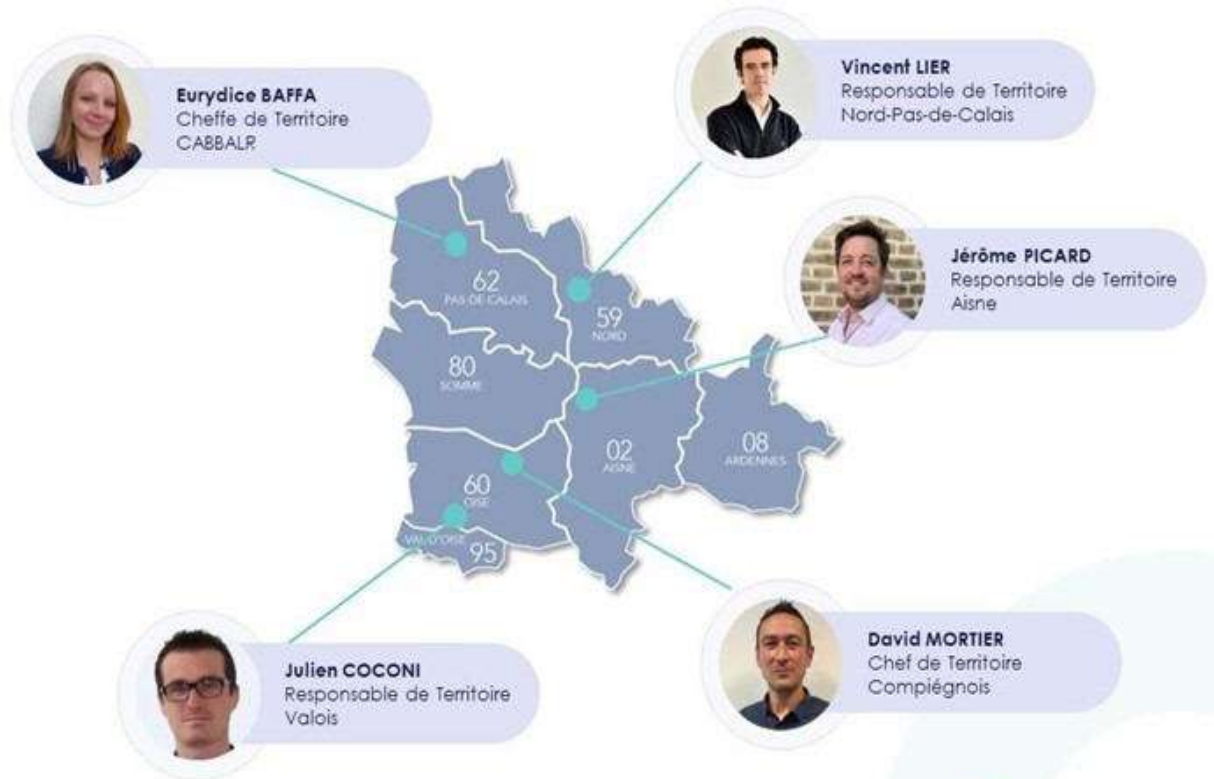 Eurydice BAFFA
Cheffe de Territoire
CABBALR
Vincent LIER
Responsable de Territoire
Nord-Pas-de-Calais
Jérôme PICARD
Responsable de Territoire
Aisne
62
PAS-DE-CALAIS
59
NORD
80
SOMME
02
AISNE
08
ARDENNES
60
OISE
VAL-D'OISE 95
Julien COCONI
Responsable de Territoire
Valois
David MORTIER
Chef de Territoire
Compiégnois